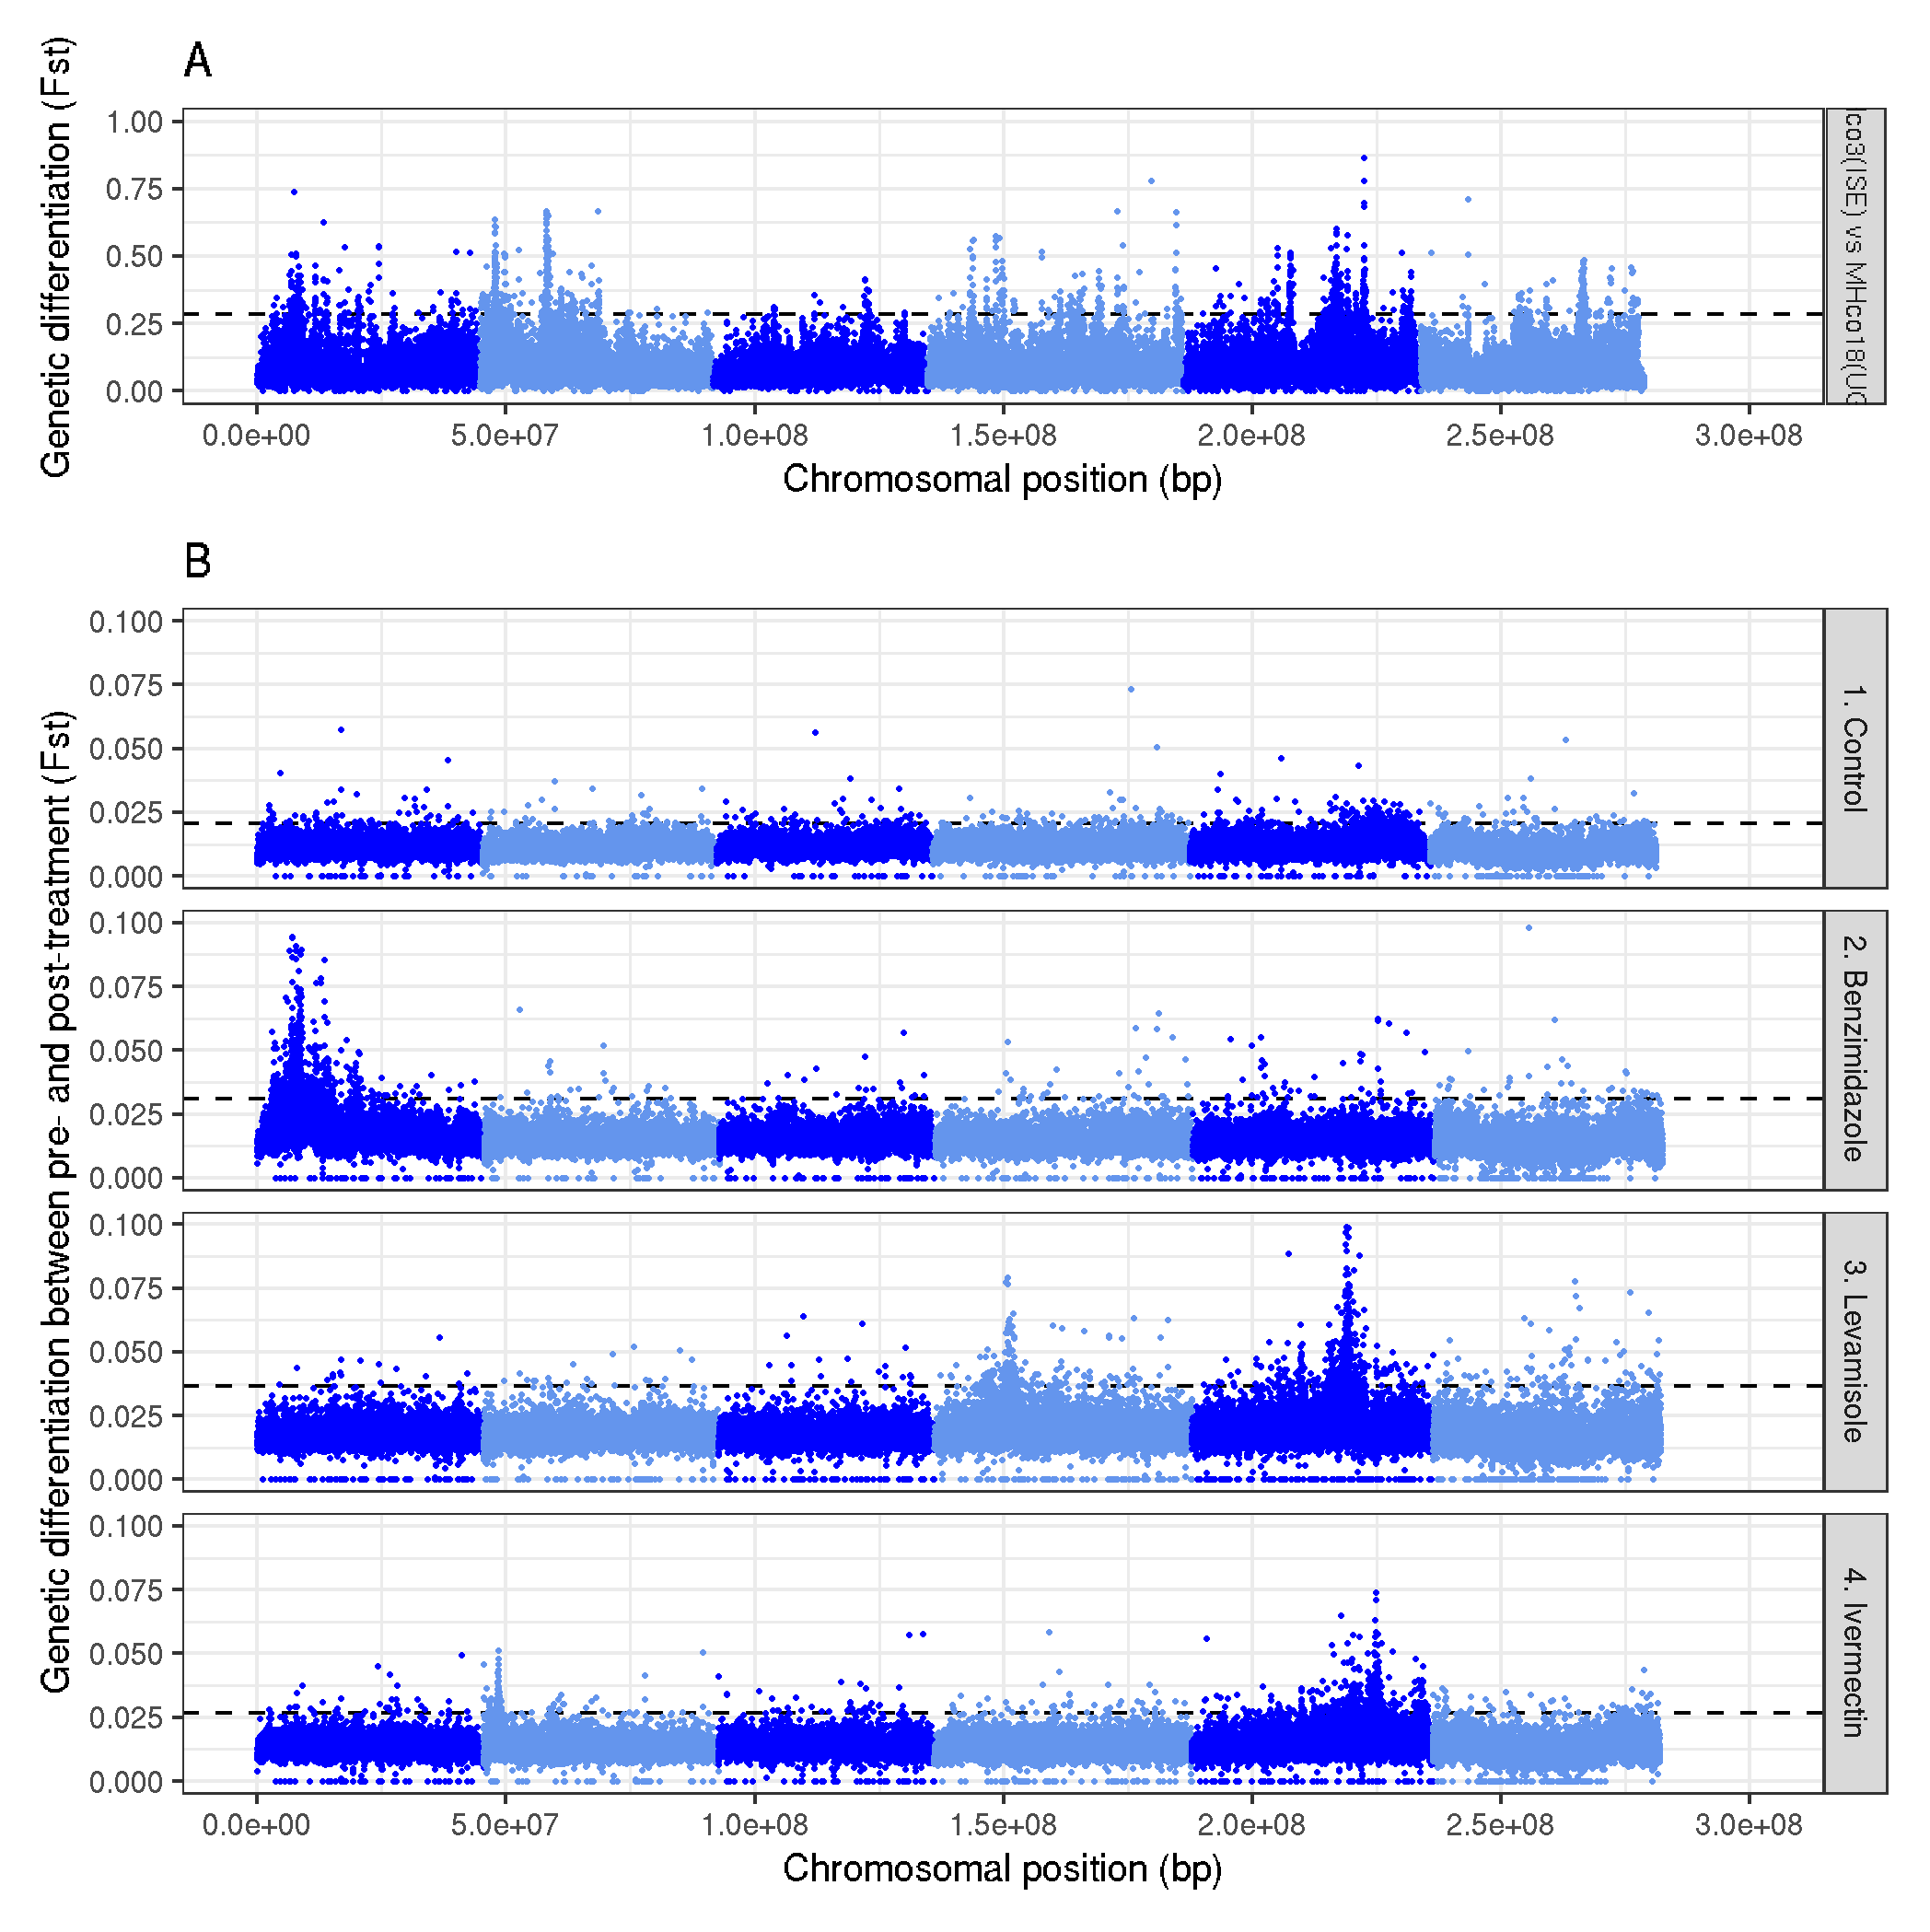 A
Genetic differentiation (Fst)
1.00
0.75
0.50
0.25
0.00
co3(ISE) vs MHco18(UG
0.0e+00 5.0e+07 1.0e+08 1.5e+08 2.0e+08 2.5e+08 3.0e+08
Chromosomal position (bp)
B
Genetic differentiation between pre- and post-treatment (Fst)
0.100
0.075
0.050
0.025
0.000
1. Control
0.100
0.075
0.050
0.025
0.000
2. Benzimidazole
0.100
0.075
0.050
0.025
0.000
3. Levamisole
0.100
0.075
0.050
0.025
0.000
4. Ivermectin
0.0e+00 5.0e+07 1.0e+08 1.5e+08 2.0e+08 2.5e+08 3.0e+08
Chromosomal position (bp)